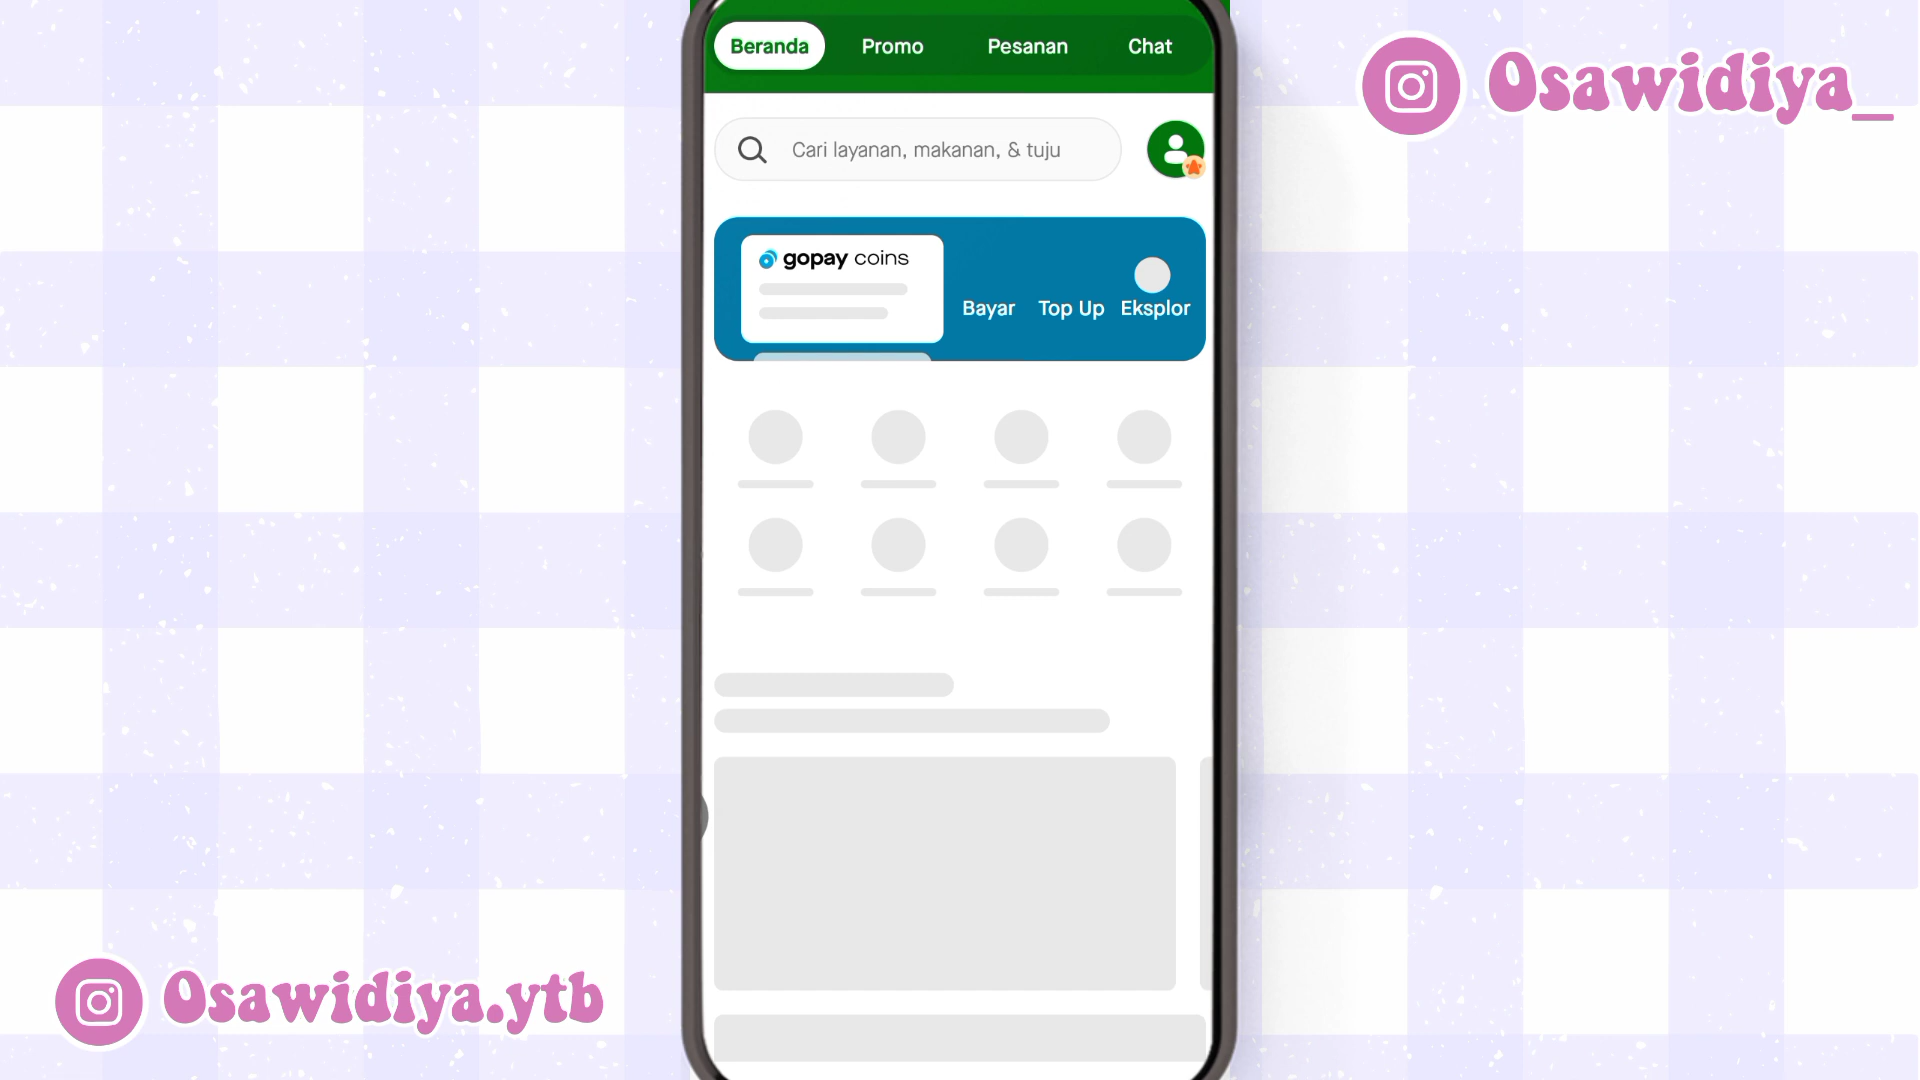 Beranda Promo Pesanan Chat
Osawidiya_
Cari layanan, makanan, & tuju
gopay coins
Bayar Top Up Eksplor
Osawidiya.ytb